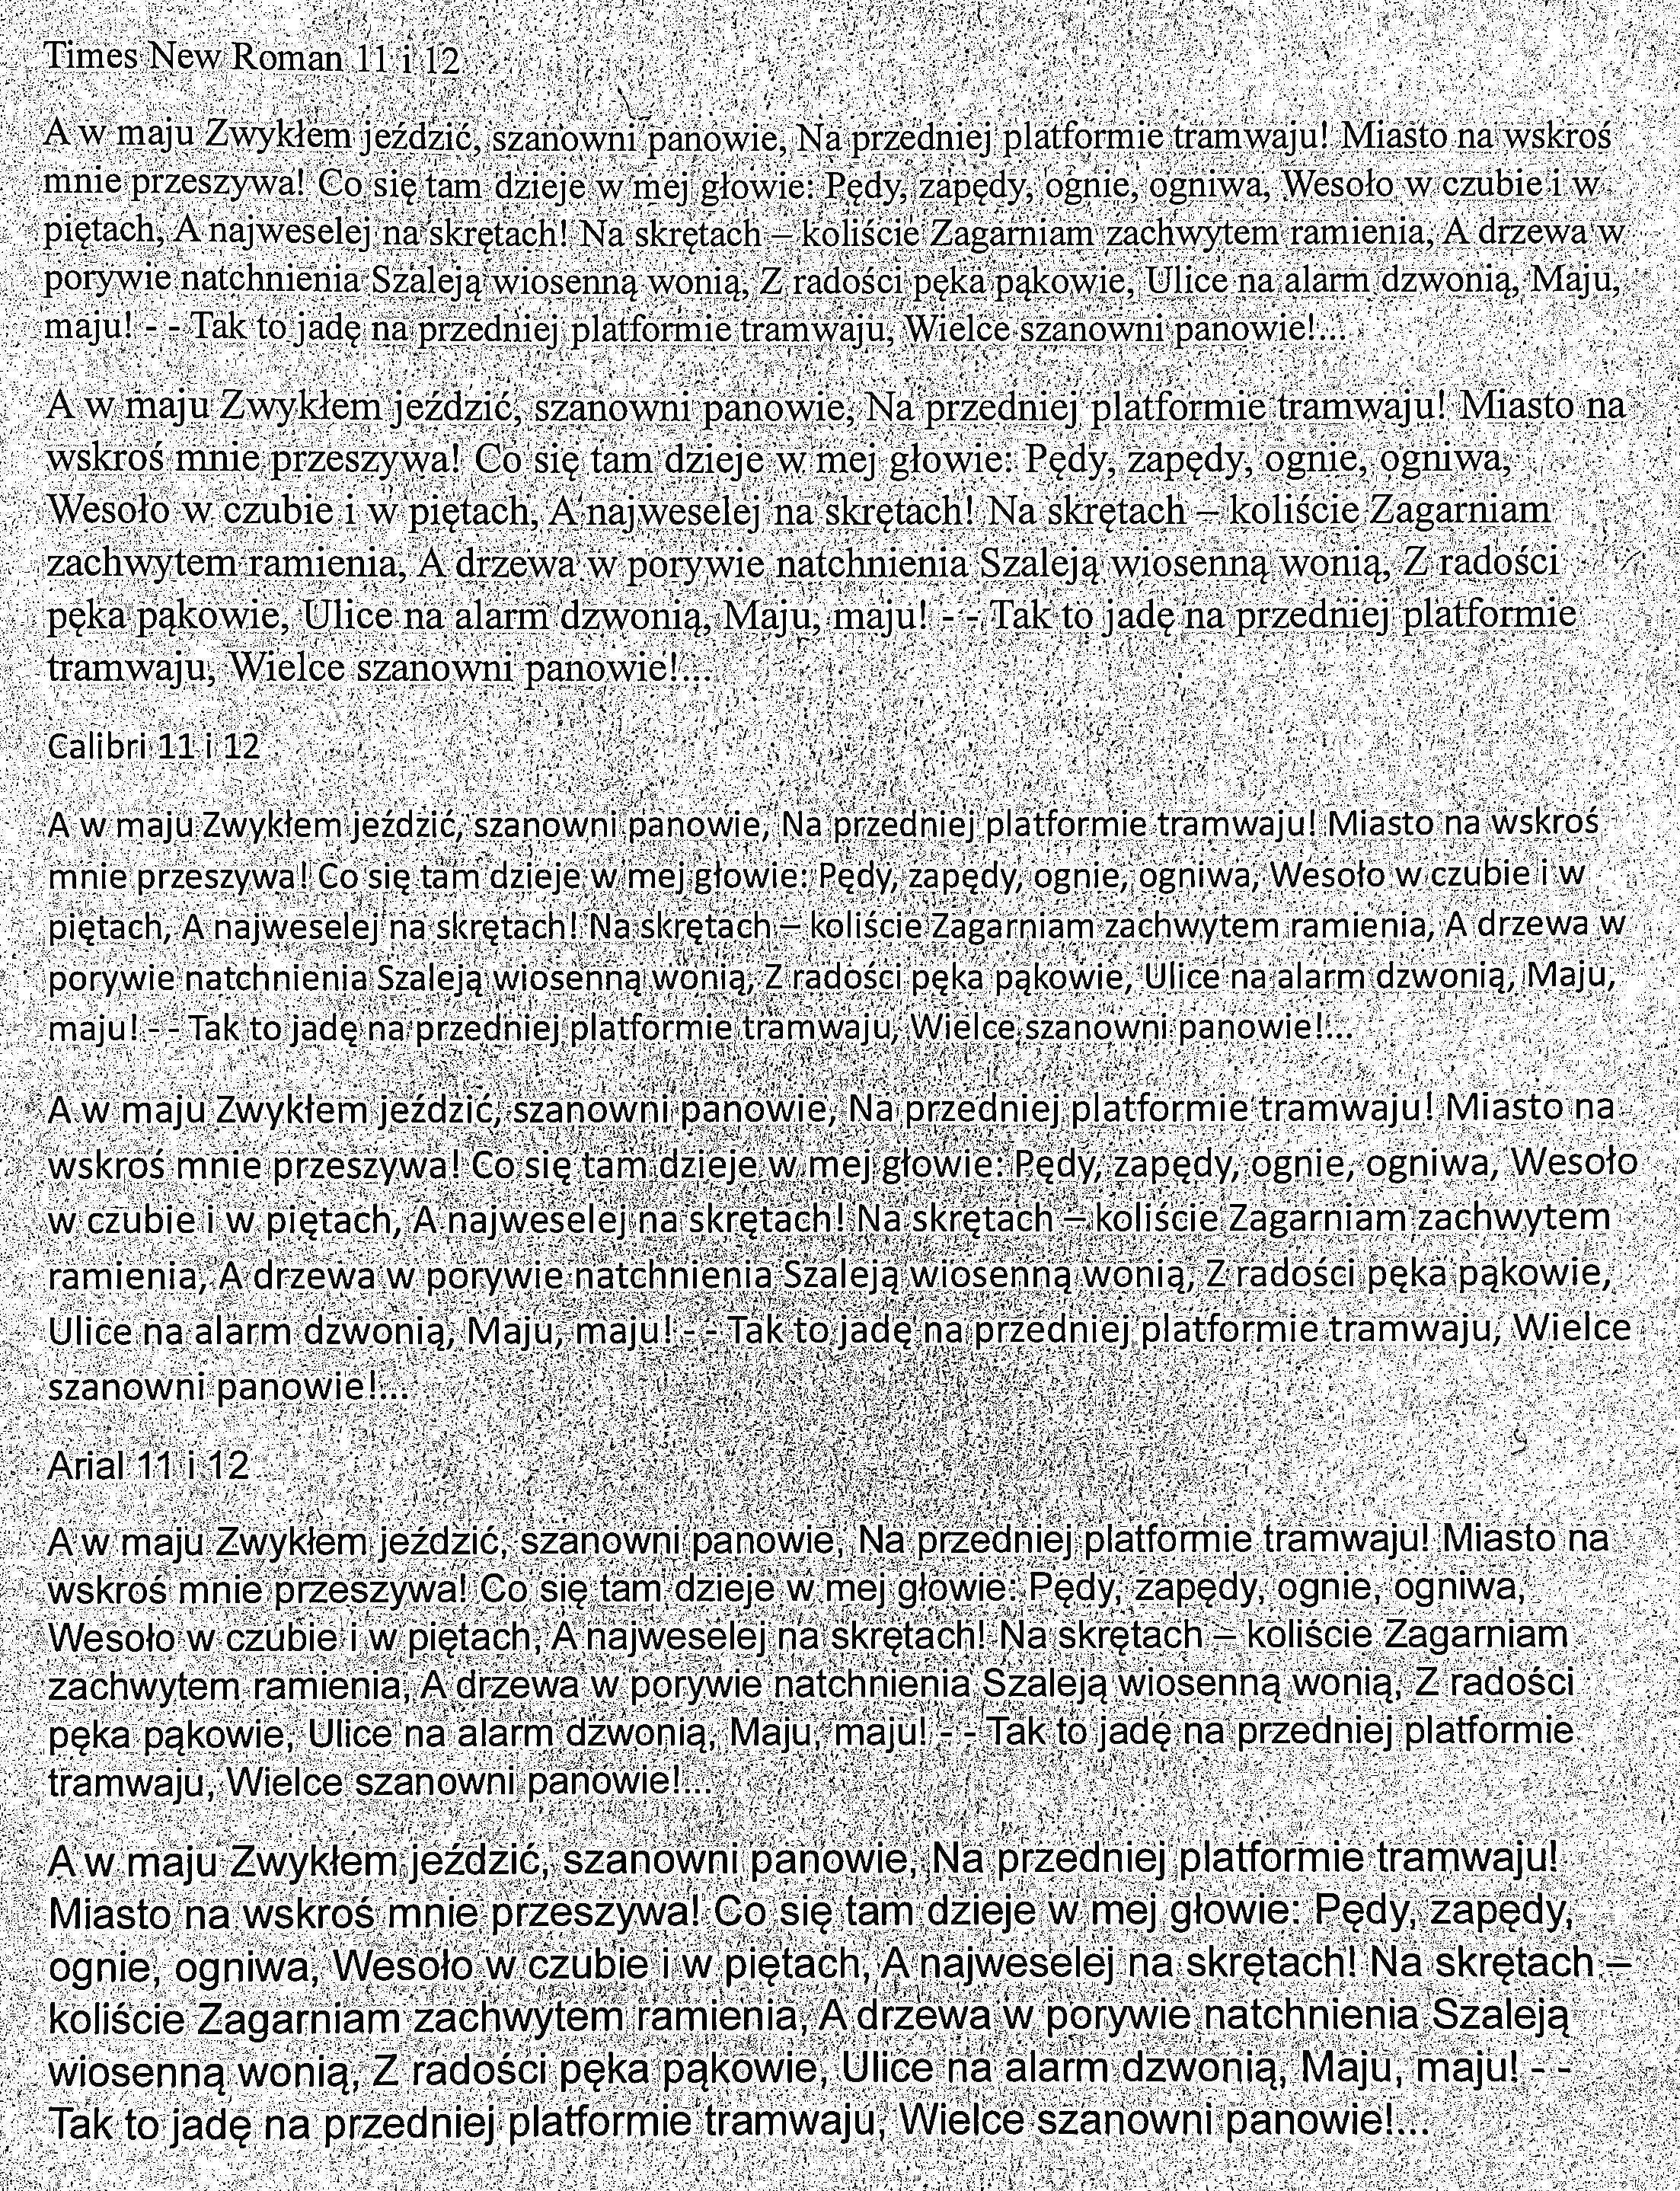 Times New Roman 11 i 12
A w maju Zwykłem jeździć, szanowni panowie, Na przedniej platformie tramwaju! Miasto na wskroś
mnie przeszywa! Co się tam dzieje w mej głowie: Pędy, zapędy, ognie, ogniwa, Wesoło w czubie i w
piętach, A najweselej na skrętach! Na skrętach – koliście Zagarniam zachwytem ramienia, A drzewa w
porywie natchnienia Szaleją wiosenną wonią, Z radości pęka pąkowie, Ulice na alarm dzwonią, Maju,
maju! - - Tak to jadę na przedniej platformie tramwaju, Wielce szanowni panowie!...
A w maju Zwykłem jeździć, szanowni panowie, Na przedniej platformie tramwaju! Miasto na
wskroś mnie przeszywa! Co się tam dzieje w mej głowie: Pędy, zapędy, ognie, ogniwa,
Wesoło w czubie i w piętach, A najweselej na skrętach! Na skrętach – koliście Zagarniam
zachwytem ramienia, A drzewa w porywie natchnienia Szaleją wiosenną wonią, Z radości
pęka pąkowie, Ulice na alarm dzwonią, Maju, maju! - - Tak to jadę na przedniej platformie
tramwaju, Wielce szanowni panowie!...
Calibri 11 i 12
A w maju Zwykłem jeździć, szanowni panowie, Na przedniej platformie tramwaju! Miasto na wskroś
mnie przeszywa! Co się tam dzieje w mej głowie: Pędy, zapędy, ognie, ogniwa, Wesoło w czubie i w
piętach, A najweselej na skrętach! Na skrętach – koliście Zagarniam zachwytem ramienia, A drzewa w
porywie natchnienia Szaleją wiosenną wonią, Z radości pęka pąkowie, Ulice na alarm dzwonią, Maju,
maju! - - Tak to jadę na przedniej platformie tramwaju, Wielce szanowni panowie!...
A w maju Zwykłem jeździć, szanowni panowie, Na przedniej platformie tramwaju! Miasto na
wskroś mnie przeszywa! Co się tam dzieje w mej głowie: Pędy, zapędy, ognie, ogniwa, Wesoło
w czubie i w piętach, A najweselej na skrętach! Na skrętach – koliście Zagarniam zachwytem
ramienia, A drzewa w porywie natchnienia Szaleją wiosenną wonią, Z radości pęka pąkowie,
Ulice na alarm dzwonią, Maju, maju! - - Tak to jadę na przedniej platformie tramwaju, Wielce
szanowni panowie!...
Arial 11 i 12
A w maju Zwykłem jeździć, szanowni panowie, Na przedniej platformie tramwaju! Miasto na
wskroś mnie przeszywa! Co się tam dzieje w mej głowie: Pędy, zapędy, ognie, ogniwa,
Wesoło w czubie i w piętach, A najweselej na skrętach! Na skrętach – koliście Zagarniam
zachwytem ramienia, A drzewa w porywie natchnienia Szaleją wiosenną wonią, Z radości
pęka pąkowie, Ulice na alarm dzwonią, Maju, maju! - - Tak to jadę na przedniej platformie
tramwaju, Wielce szanowni panowie!...
A w maju Zwykłem jeździć, szanowni panowie, Na przedniej platformie tramwaju!
Miasto na wskroś mnie przeszywa! Co się tam dzieje w mej głowie: Pędy, zapędy,
ognie, ogniwa, Wesoło w czubie i w piętach, A najweselej na skrętach! Na skrętach –
koliście Zagarniam zachwytem ramienia, A drzewa w porywie natchnienia Szaleją
wiosenną wonią, Z radości pęka pąkowie, Ulice na alarm dzwonią, Maju, maju! - -
Tak to jadę na przedniej platformie tramwaju, Wielce szanowni panowie!...